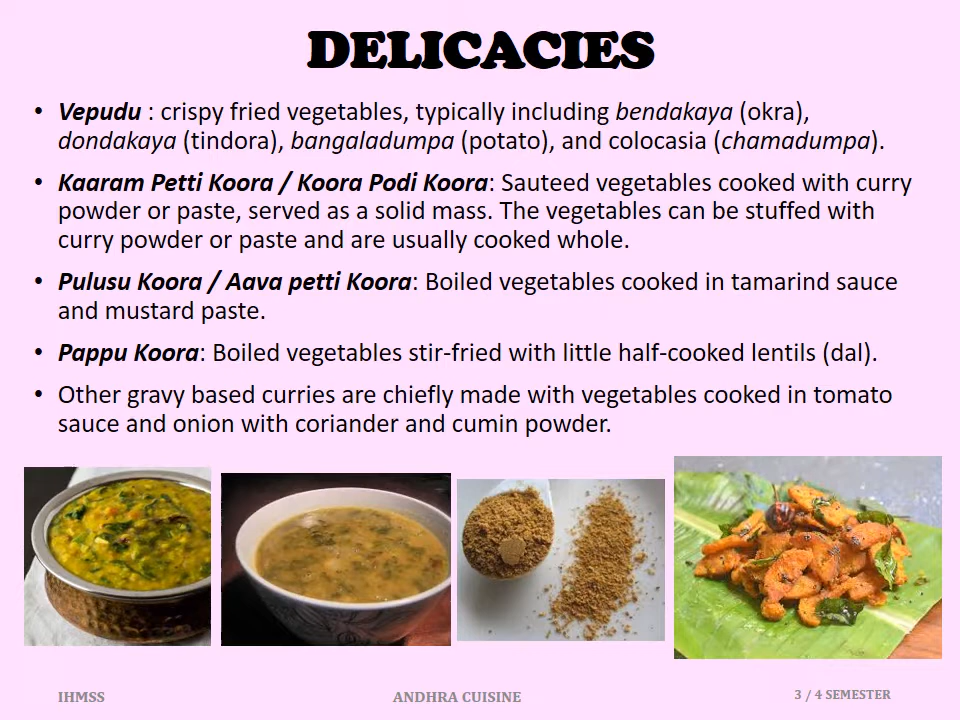 DELICACIES
• Vepudu : crispy fried vegetables, typically including bendakaya (okra),
dondakaya (tindora), bangaladumpa (potato), and colocasia (chamadumpa).
• Kaaram Petti Koora / Koora Podi Koora: Sauteed vegetables cooked with curry
powder or paste, served as a solid mass. The vegetables can be stuffed with
curry powder or paste and are usually cooked whole.
• Pulusu Koora / Aava petti Koora: Boiled vegetables cooked in tamarind sauce
and mustard paste.
• Pappu Koora: Boiled vegetables stir-fried with little half-cooked lentils (dal).
• Other gravy based curries are chiefly made with vegetables cooked in tomato
sauce and onion with coriander and cumin powder.
IHMSS
ANDHRA CUISINE
3 / 4 SEMESTER